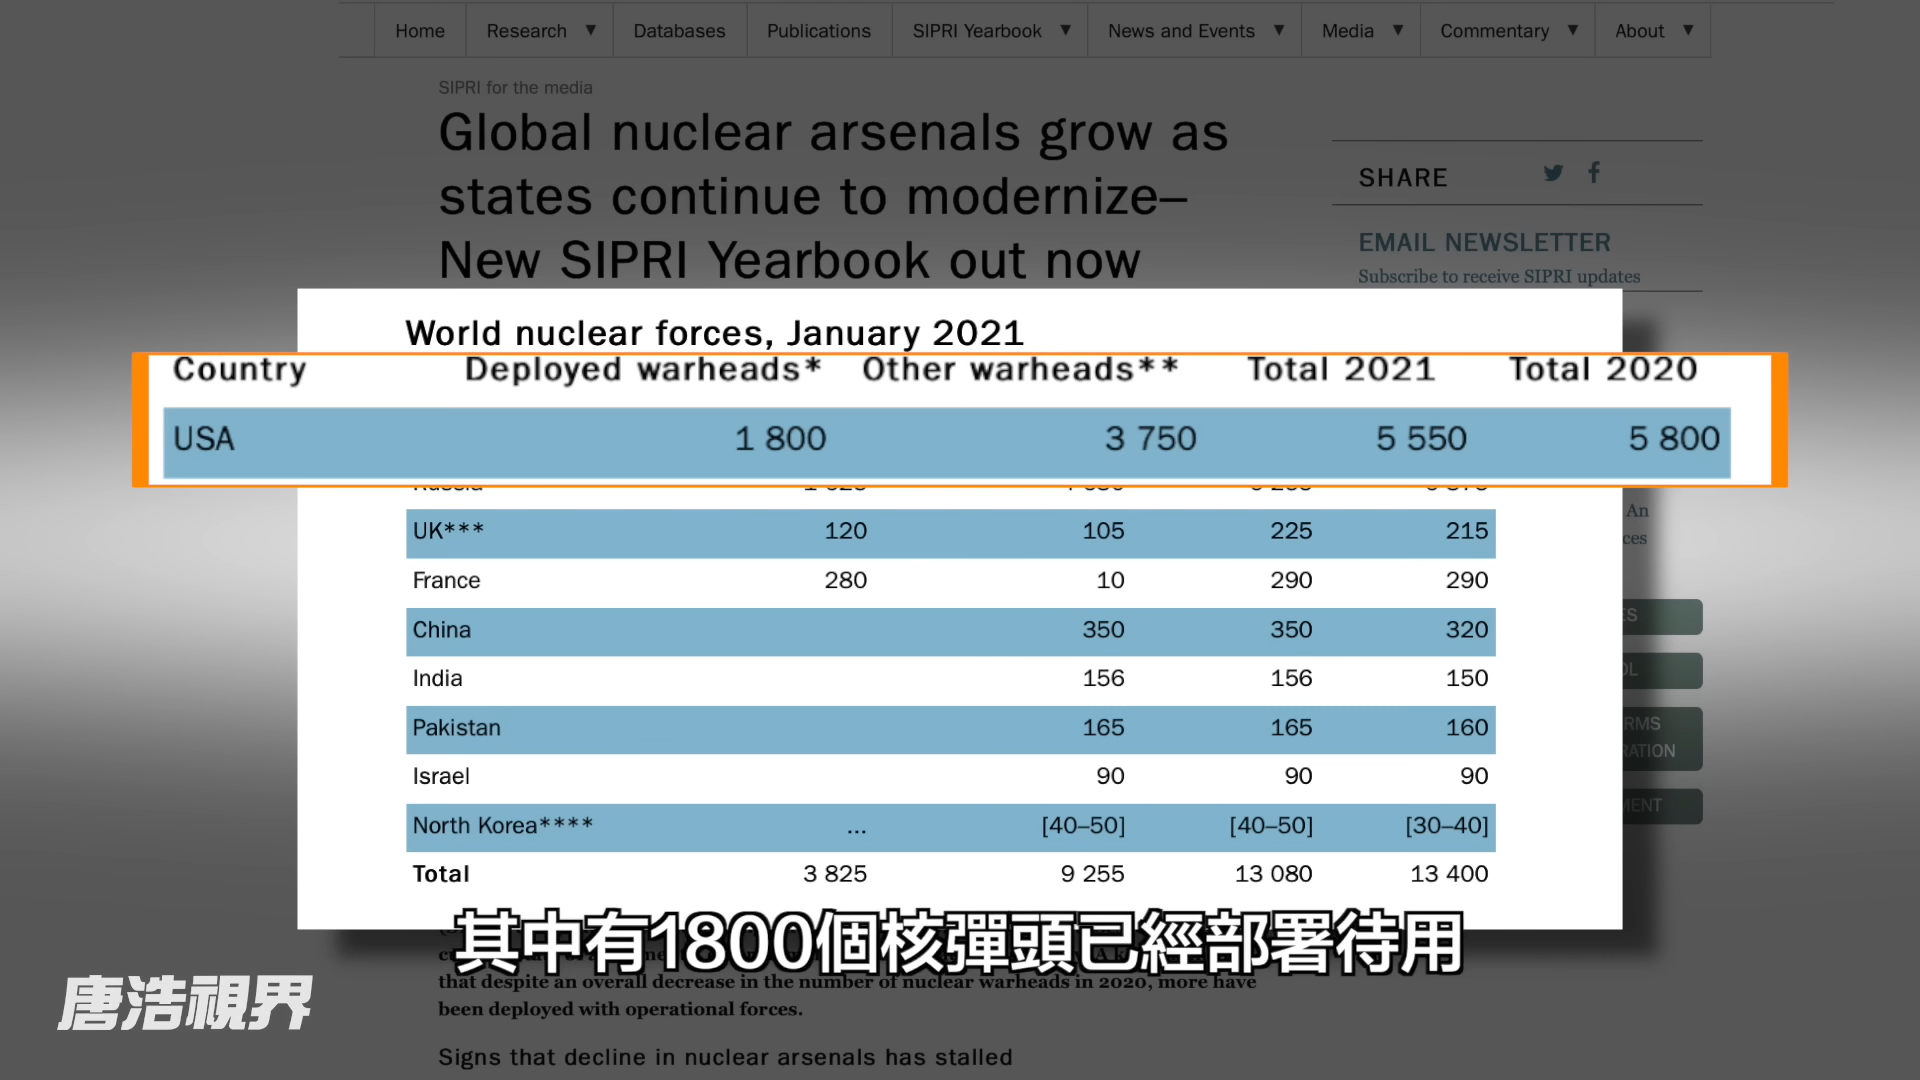 Home Research Databases Publications SIPRI Yearbook News and Events Media Commentary About
SIPRI for the media
Global nuclear arsenals grow as
states continue to modernize–
New SIPRI Yearbook out now
SHARE
EMAIL NEWSLETTER
Subscribe to receive SIPRI updates
World nuclear forces, January 2021
Country Deployed warheads* Other warheads** Total 2021 Total 2020
USA 1 800 3 750 5 550 5 800
UK*** 120 105 225 215
France 280 10 290 290
China 350 350 320
India 156 156 150
Pakistan 165 165 160
Israel 90 90 90
North Korea**** ... [40–50] [40–50] [30–40]
Total 3 825 9 255 13 080 13 400
An
其中有1800個核彈頭已經部署待用
that despite an overall decrease in the number of nuclear warheads in 2020, more have
been deployed with operational forces.
Signs that decline in nuclear arsenals has stalled
唐浩視界